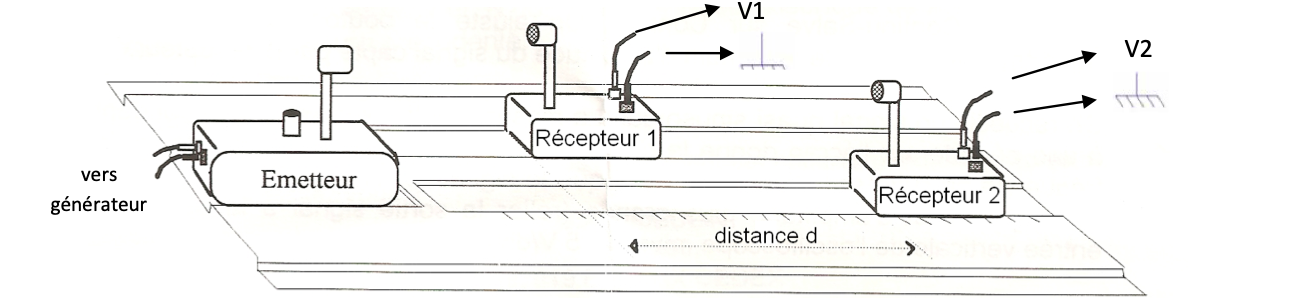 V1
V2
Récepteur 1
Emetteur
Récepteur 2
vers
générateur
distance d